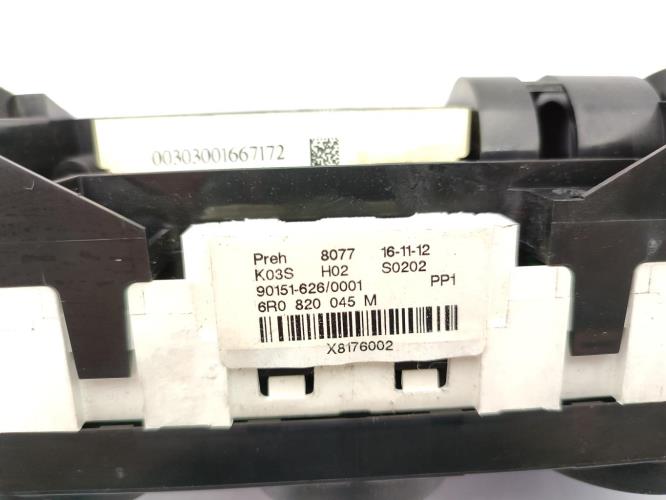 00303001667172
Preh 8077 16-11-12
K03S H02 S0202
90151-626/0001 PP1
6R0 820 045 M
X8176002